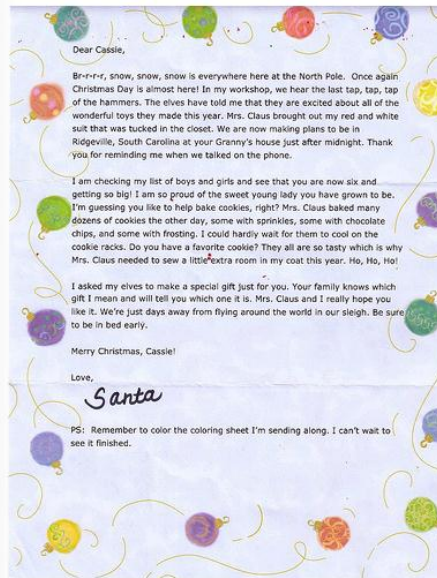 Dear Cassie,
Br-r-r-r, snow, snow, snow is everywhere here at the North Pole. Once again
Christmas Day is almost here! In my workshop, we hear the last tap, tap, tap
of the hammers. The elves have told me that they are excited about all of the
wonderful toys they made this year. Mrs. Claus brought out my red and white
suit that was tucked in the closet. We are now making plans to be in
Ridgeville, South Carolina at your Granny's house just after midnight. Thank
you for reminding me when we talked on the phone.
I am checking my list of boys and girls and see that you are now six and
getting so big! I am so proud of the sweet young lady you have grown to be.
I'm guessing you like to help bake cookies, right? Mrs. Claus baked many
dozens of cookies the other day, some with sprinkles, some with chocolate
chips, and some with frosting. I could hardly wait for them to cool on the
cookie racks. Do you have a favorite cookie? They all are so tasty which is why
Mrs. Claus needed to sew a little extra room in my coat this year. Ho, Ho, Ho!
I asked my elves to make a special gift just for you. Your family knows which
gift I mean and will tell you which one it is. Mrs. Claus and I really hope you
like it. We're just days away from flying around the world in our sleigh. Be sure
to be in bed early.
Merry Christmas, Cassie!
Love,
Santa
PS: Remember to color the coloring sheet I'm sending along. I can't wait to
see it finished.